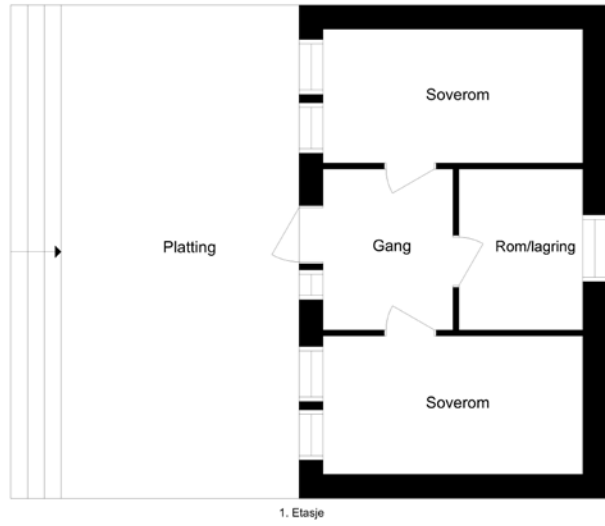 Soverom
Platting
Gang
Rom/lagring
Soverom
1. Etasje